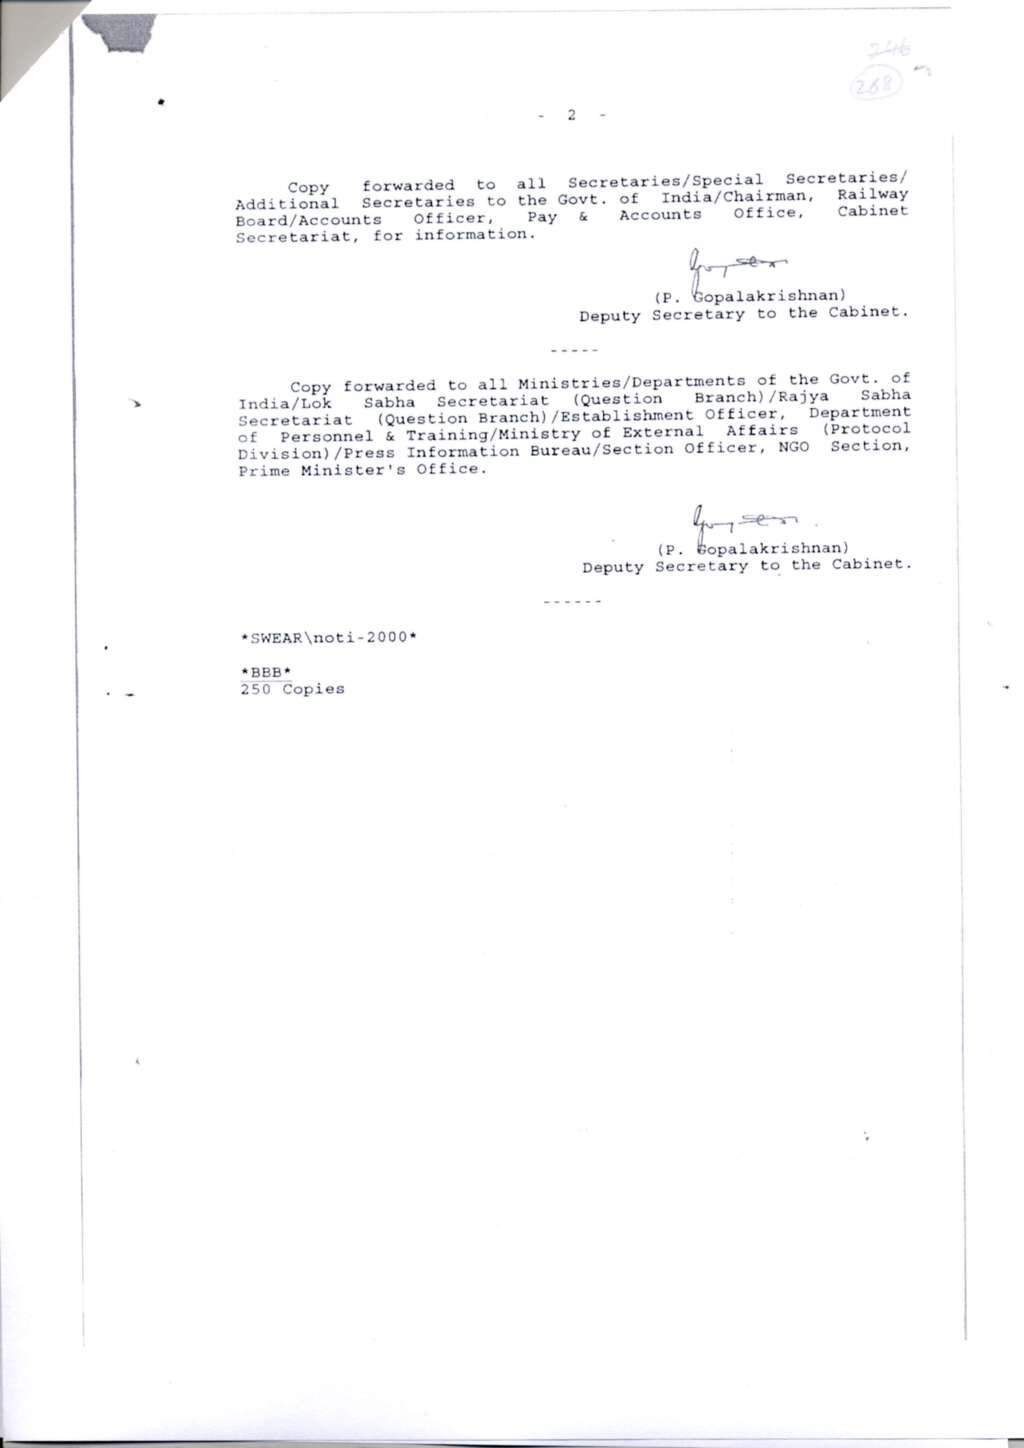 268
- 2 -
Copy forwarded to all Secretaries/Special Secretaries/
Additional Secretaries to the Govt. of India/Chairman, Railway
Board/Accounts Officer, Pay & Accounts Office, Cabinet
Secretariat, for information.
(P. Gopalakrishnan)
Deputy Secretary to the Cabinet.
-----
Copy forwarded to all Ministries/Departments of the Govt. of
India/Lok Sabha Secretariat (Question Branch)/Rajya Sabha
Secretariat (Question Branch)/Establishment Officer, Department
of Personnel & Training/Ministry of External Affairs (Protocol
Division)/Press Information Bureau/Section Officer, NGO Section,
Prime Minister's Office.
(P. Gopalakrishnan)
Deputy Secretary to the Cabinet.
------
*SWEAR\noti-2000*
*BBB*
250 Copies